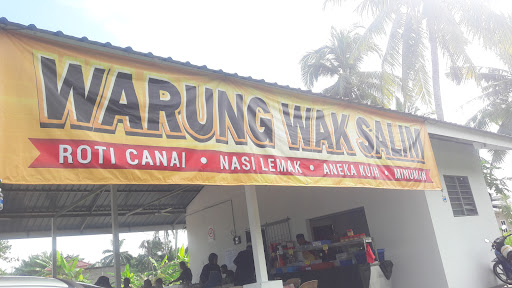 WARUNG WAK SALIM
ROTI CANAI • NASI LEMAK • ANEKA KUIH • MINUMAN